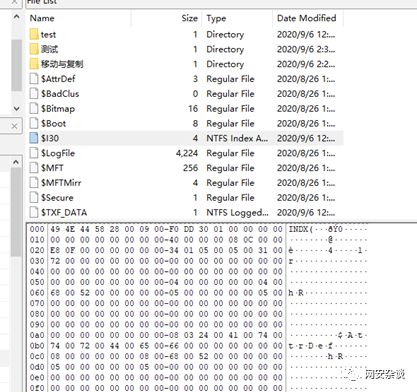 File List
Name Size Type Date Modified
test 1 Directory 2020/9/6 12:...
测试 1 Directory 2020/9/6 2:3...
移动与复制 1 Directory 2020/9/6 2:2...
$AttrDef 3 Regular File 2020/8/26 1...
$BadClus 0 Regular File 2020/8/26 1...
$Bitmap 16 Regular File 2020/8/26 1...
$Boot 8 Regular File 2020/8/26 1...
$I30 4 NTFS Index A... 2020/9/6 12:...
$LogFile 4,224 Regular File 2020/8/26 1...
$MFT 256 Regular File 2020/8/26 1...
$MFTMirr 4 Regular File 2020/8/26 1...
$Secure 1 Regular File 2020/8/26 1...
$TXF_DATA 1 NTFS Logged... 2020/9/6 12:...
000 49 4E 44 58 28 00 09 00-F0 DD 30 01 00 00 00 00 INDX(···ðÝ0·····
010 00 00 00 00 00 00 00 00-40 00 00 00 08 0C 00 00
020 E8 0F 00 00 00 00 00 00-34 01 05 00 05 00 31 00
030 72 00 00 00 00 00 00 00-00 00 00 00 00 00 00 00
040 00 00 00 00 00 00 00 00-00 00 00 00 00 00 00 00
050 00 00 00 00 00 00 00 00-00 00 00 00 00 00 04 00
060 68 00 52 00 00 00 00 00-05 00 00 00 00 00 05 00
070 00 00 00 00 00 00 00 00-00 00 00 00 00 00 00 00
080 00 00 00 00 00 00 00 00-00 00 00 00 00 00 00 00
090 00 00 00 00 00 00 00 00-00 00 00 00 00 00 00 00
0a0 00 00 00 00 00 00 00 00-08 03 24 00 41 00 74 00
0b0 74 00 72 00 44 00 65 00-66 00 00 00 00 00 00 00
0c0 08 00 00 00 00 00 08 00-68 00 52 00 00 00 00 00
0d0 05 00 00 00 00 00 05 00-00 00 00 00 00 00 00 00
0e0 00 00 00 00 00 00 00 00-00 00 00 00 00 00 00 00
网安杂谈